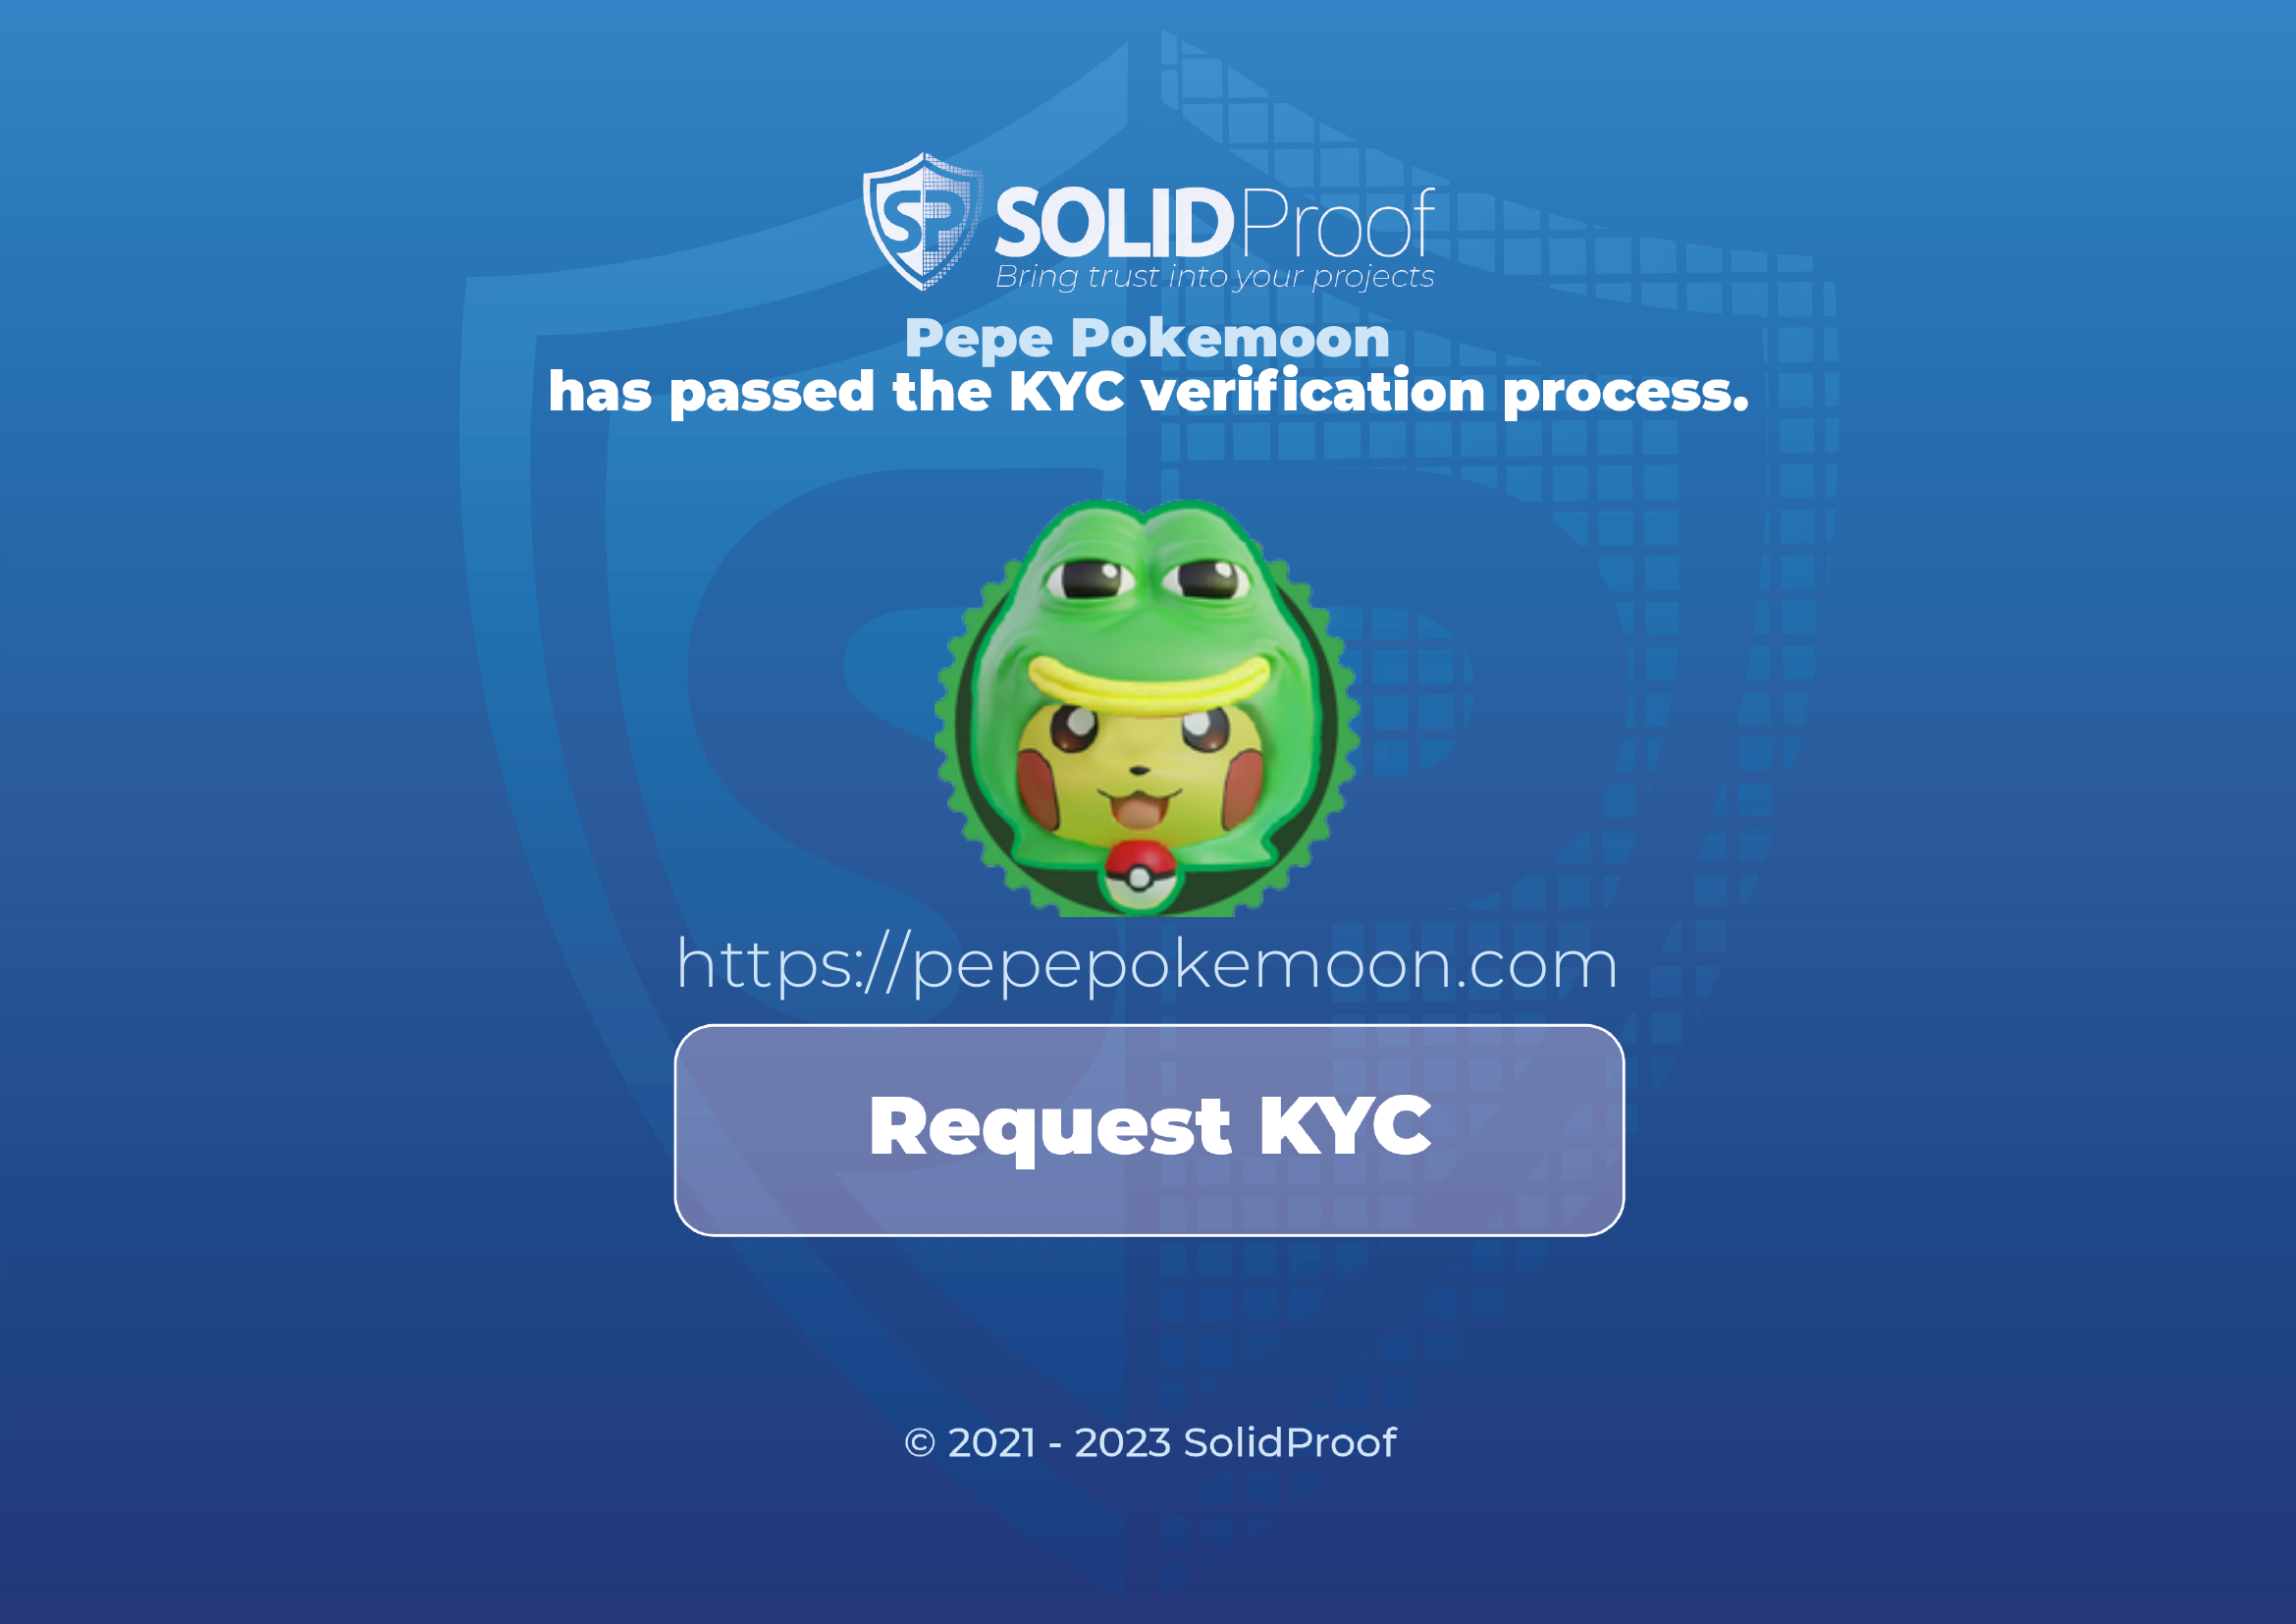 SP SOLIDProof
Bring trust into your projects
Pepe Pokemoon
has passed the KYC verification process.
https://pepepokemoon.com
Request KYC
© 2021 - 2023 SolidProof